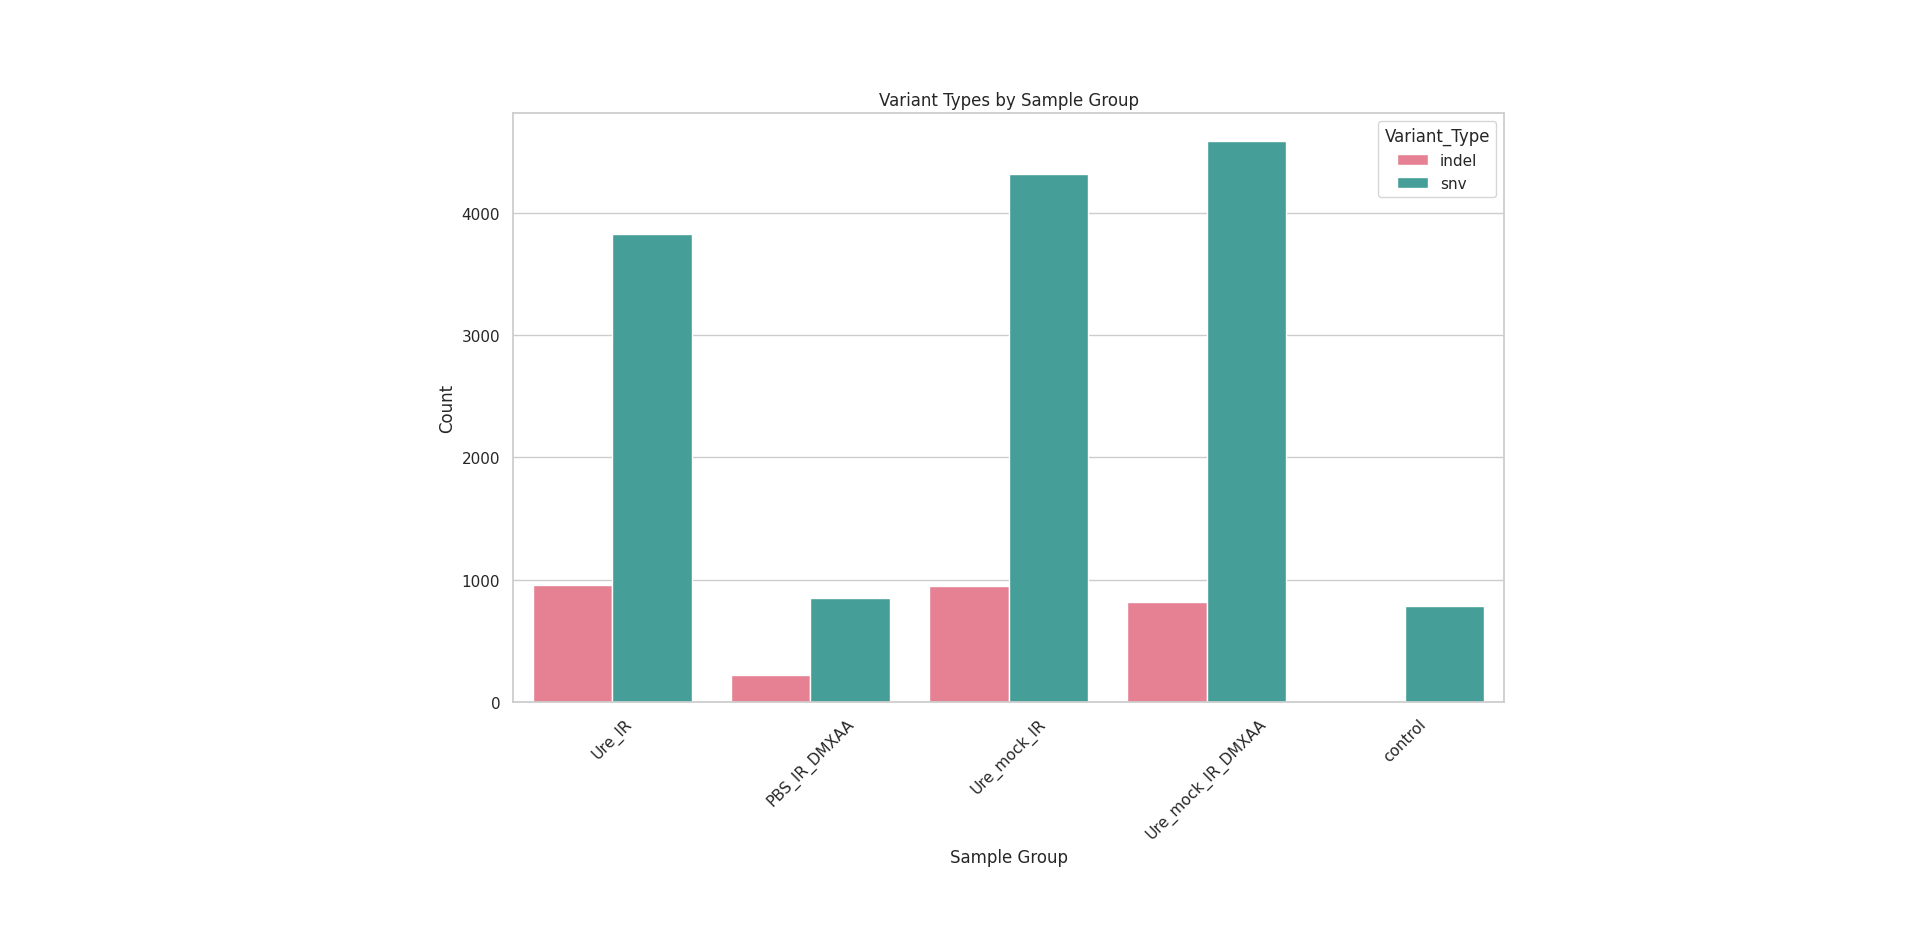 Variant Types by Sample Group
Variant_Type
indel
snv
Count
4000
3000
2000
1000
0
Ure_IR
PBS_IR_DMXAA
Ure_mock_IR
Ure_mock_IR_DMXAA
control
Sample Group